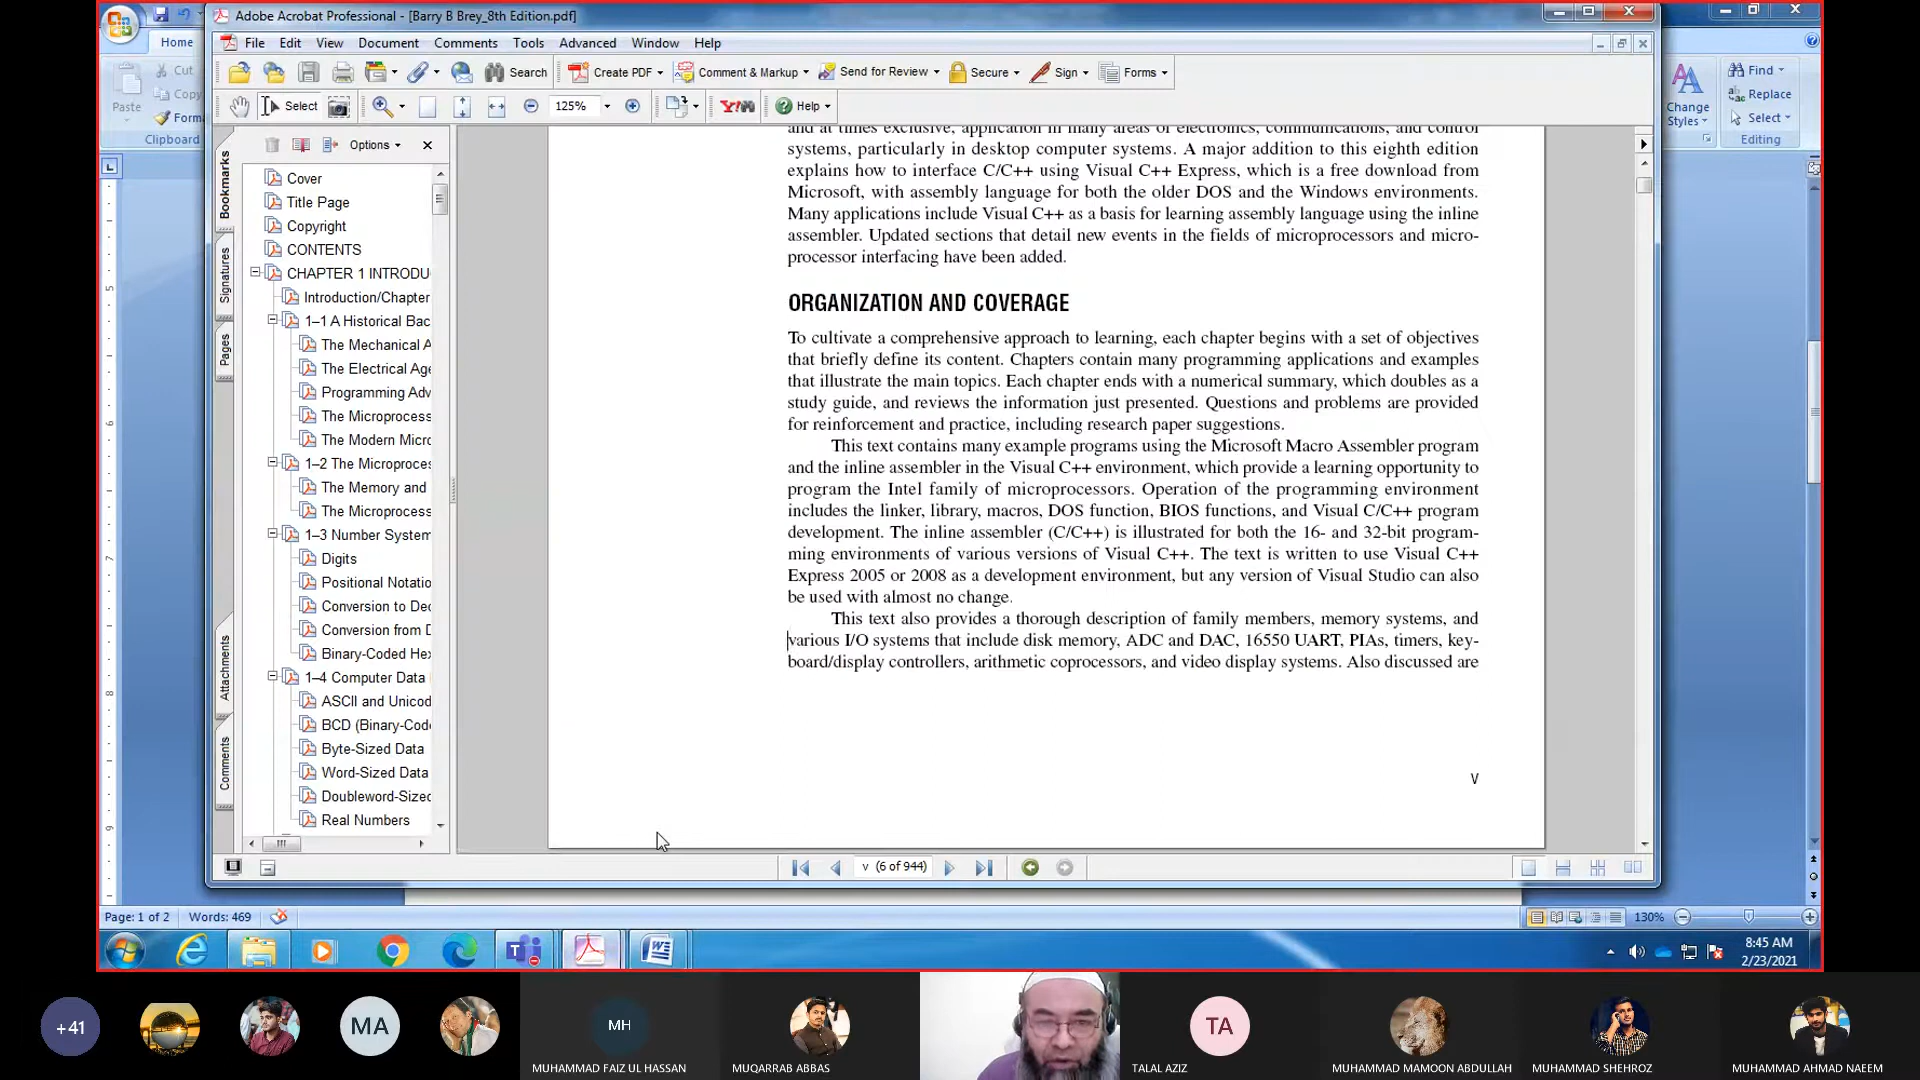 Adobe Acrobat Professional - [Barry B Brey_8th Edition.pdf]
Home
File Edit View Document Comments Tools Advanced Window Help
Cut
Copy
Paste
Clipboard
Search Create PDF Comment & Markup Send for Review Secure Sign Forms
Select 125% Y! Help
Find
Replace
Select
Change
Styles
Editing
Options
Bookmarks
Signatures
Pages
Attachments
Comments
Cover
Title Page
Copyright
CONTENTS
CHAPTER 1 INTRODU
Introduction/Chapter
1–1 A Historical Bac
The Mechanical A
The Electrical Age
Programming Adv
The Microprocess
The Modern Micro
1–2 The Microproces
The Memory and
The Microprocess
1–3 Number System
Digits
Positional Notatio
Conversion to Dec
Conversion from D
Binary-Coded Hex
1–4 Computer Data
ASCII and Unicod
BCD (Binary-Code
Byte-Sized Data
Word-Sized Data
Doubleword-Sized
Real Numbers
and at times exclusive, application in many areas of electronics, communications, and control
systems, particularly in desktop computer systems. A major addition to this eighth edition
explains how to interface C/C++ using Visual C++ Express, which is a free download from
Microsoft, with assembly language for both the older DOS and the Windows environments.
Many applications include Visual C++ as a basis for learning assembly language using the inline
assembler. Updated sections that detail new events in the fields of microprocessors and micro-
processor interfacing have been added.
ORGANIZATION AND COVERAGE
To cultivate a comprehensive approach to learning, each chapter begins with a set of objectives
that briefly define its content. Chapters contain many programming applications and examples
that illustrate the main topics. Each chapter ends with a numerical summary, which doubles as a
study guide, and reviews the information just presented. Questions and problems are provided
for reinforcement and practice, including research paper suggestions.
This text contains many example programs using the Microsoft Macro Assembler program
and the inline assembler in the Visual C++ environment, which provide a learning opportunity to
program the Intel family of microprocessors. Operation of the programming environment
includes the linker, library, macros, DOS function, BIOS functions, and Visual C/C++ program
development. The inline assembler (C/C++) is illustrated for both the 16- and 32-bit program-
ming environments of various versions of Visual C++. The text is written to use Visual C++
Express 2005 or 2008 as a development environment, but any version of Visual Studio can also
be used with almost no change.
This text also provides a thorough description of family members, memory systems, and
various I/O systems that include disk memory, ADC and DAC, 16550 UART, PIAs, timers, key-
board/display controllers, arithmetic coprocessors, and video display systems. Also discussed are
v
v (6 of 944)
Page: 1 of 2 Words: 469
130%
8:45 AM
2/23/2021
+41
MA
MH
TA
MUHAMMAD FAIZ UL HASSAN
MUQARRAB ABBAS
TALAL AZIZ
MUHAMMAD MAMOON ABDULLAH
MUHAMMAD SHEHROZ
MUHAMMAD AHMAD NAEEM